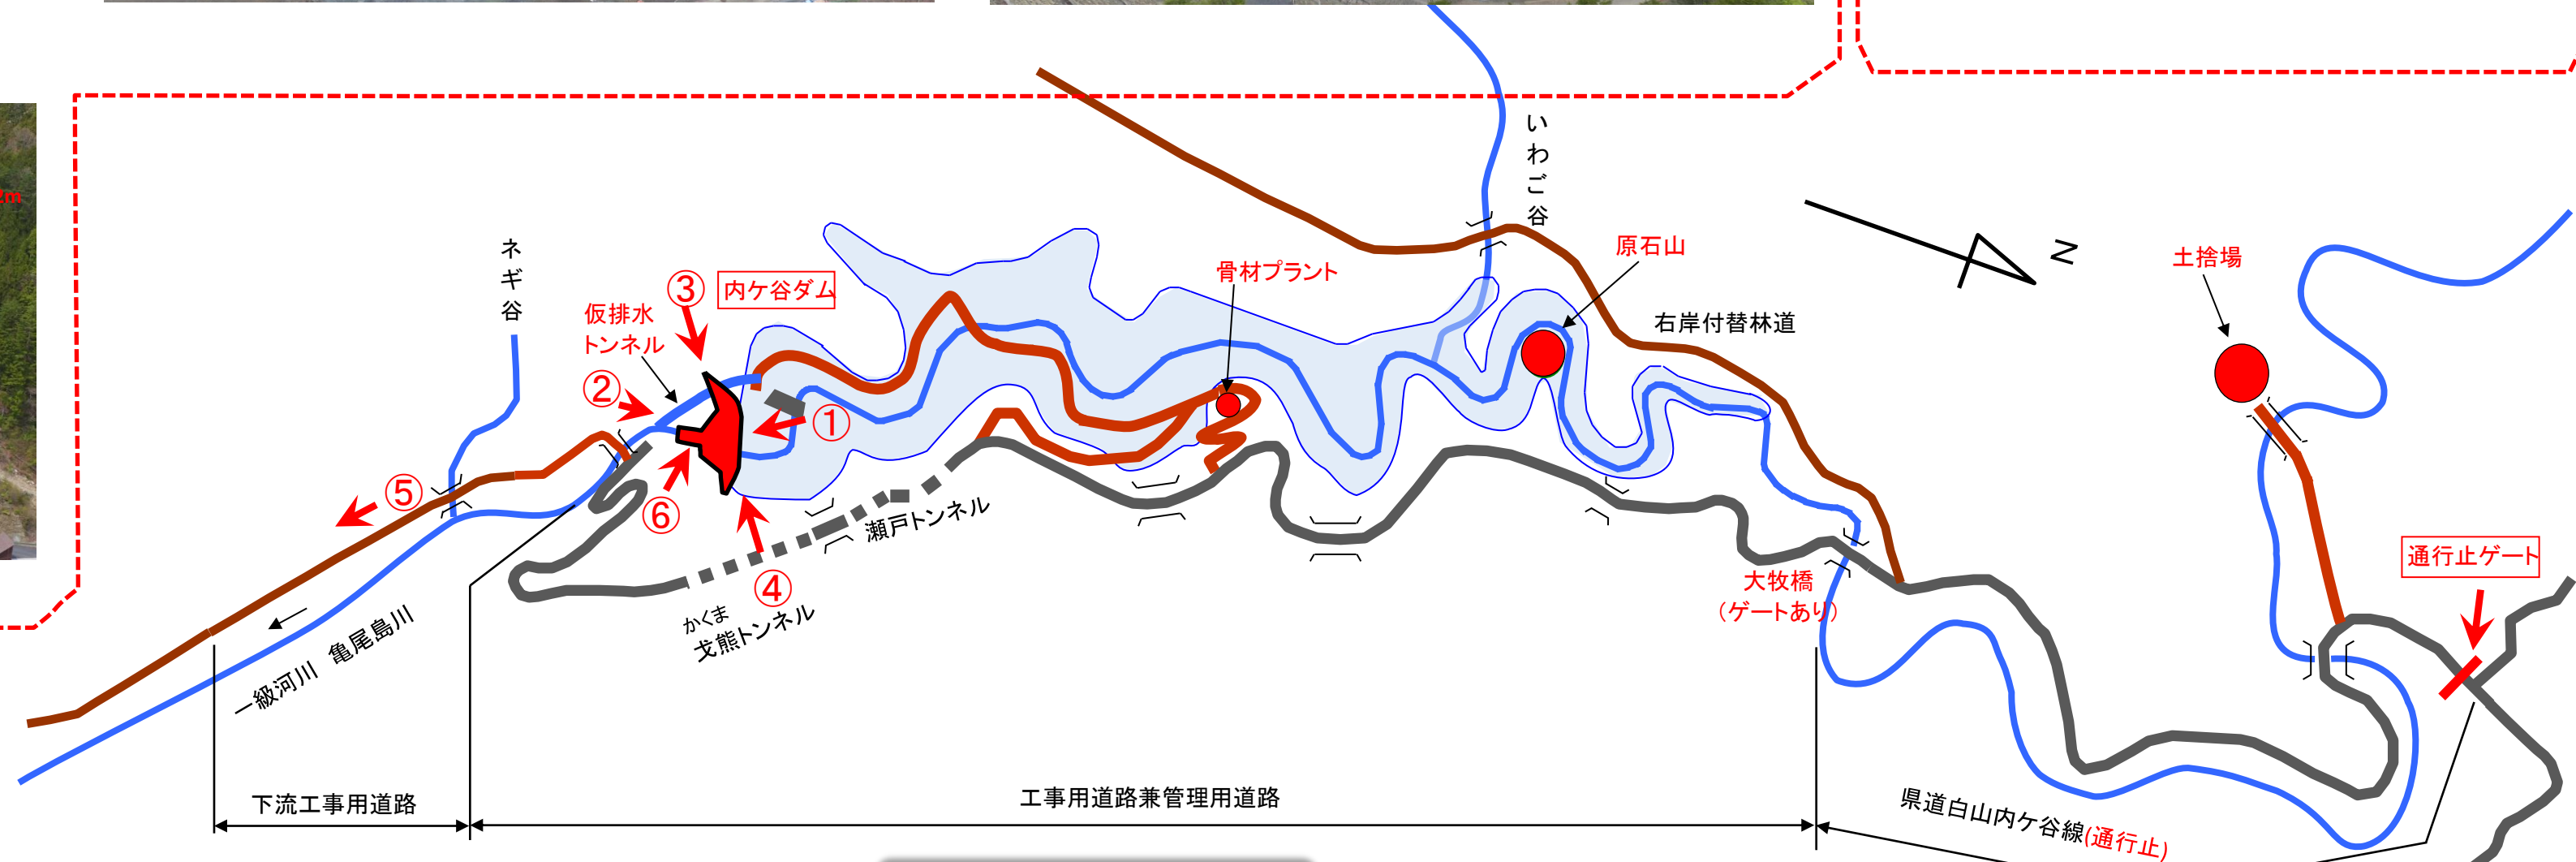 2m
いわご谷
ネギ谷
原石山
土捨場
骨材プラント
③
内ケ谷ダム
仮排水
トンネル
右岸付替林道
②
①
⑤
⑥
瀬戸トンネル
④
かくま
戈熊トンネル
N
大牧橋
（ゲートあり）
通行止ゲート
一級河川 亀尾島川
下流工事用道路
工事用道路兼管理用道路
県道白山内ケ谷線(通行止)